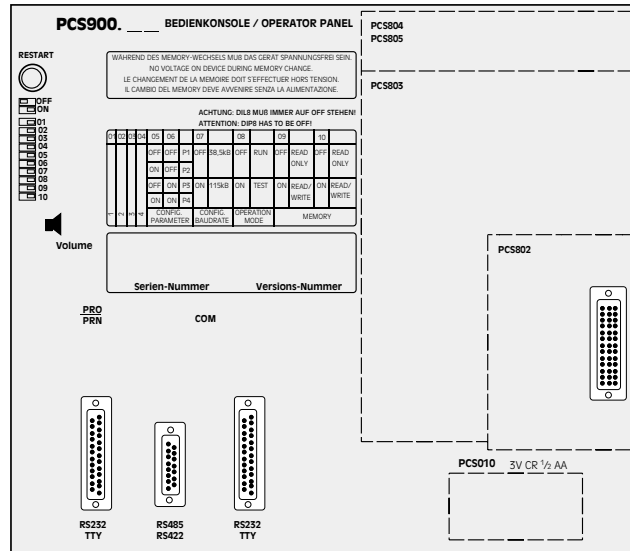 PCS900. ___ ___ BEDIENKONSOLE / OPERATOR PANEL
PCS804
PCS805
RESTART
WÄHREND DES MEMORY-WECHSELS MUß DAS GERÄT SPANNUNGSFREI SEIN.
NO VOLTAGE ON DEVICE DURING MEMORY CHANGE.
LE CHANGEMENT DE LA MEMOIRE DOIT S'EFFECTUER HORS TENSION.
IL CAMBIO DEL MEMORY DEVE AVVENIRE SENZA LA ALIMENTAZIONE.
PCS803
OFF
ON
01
02
03
04
05
06
07
08
09
10
ACHTUNG: DIL8 MUß IMMER AUF OFF STEHEN!
ATTENTION: DIP8 HAS TO BE OFF!
01 02 03 04 05 06 07 08 09 10
OFF OFF P1 OFF 38,5kB OFF RUN OFF READ ONLY OFF READ ONLY
ON OFF P2
OFF ON P3 ON 115kB ON TEST ON READ/WRITE ON READ/WRITE
ON ON P4
1 2 3 4 CONFIG. PARAMETER CONFIG. BAUDRATE OPERATION MODE MEMORY
Volume
PCS802
Serien-Nummer Versions-Nummer
PRO
PRN
COM
PCS010 3V CR ½ AA
RS232
TTY
RS485
RS422
RS232
TTY